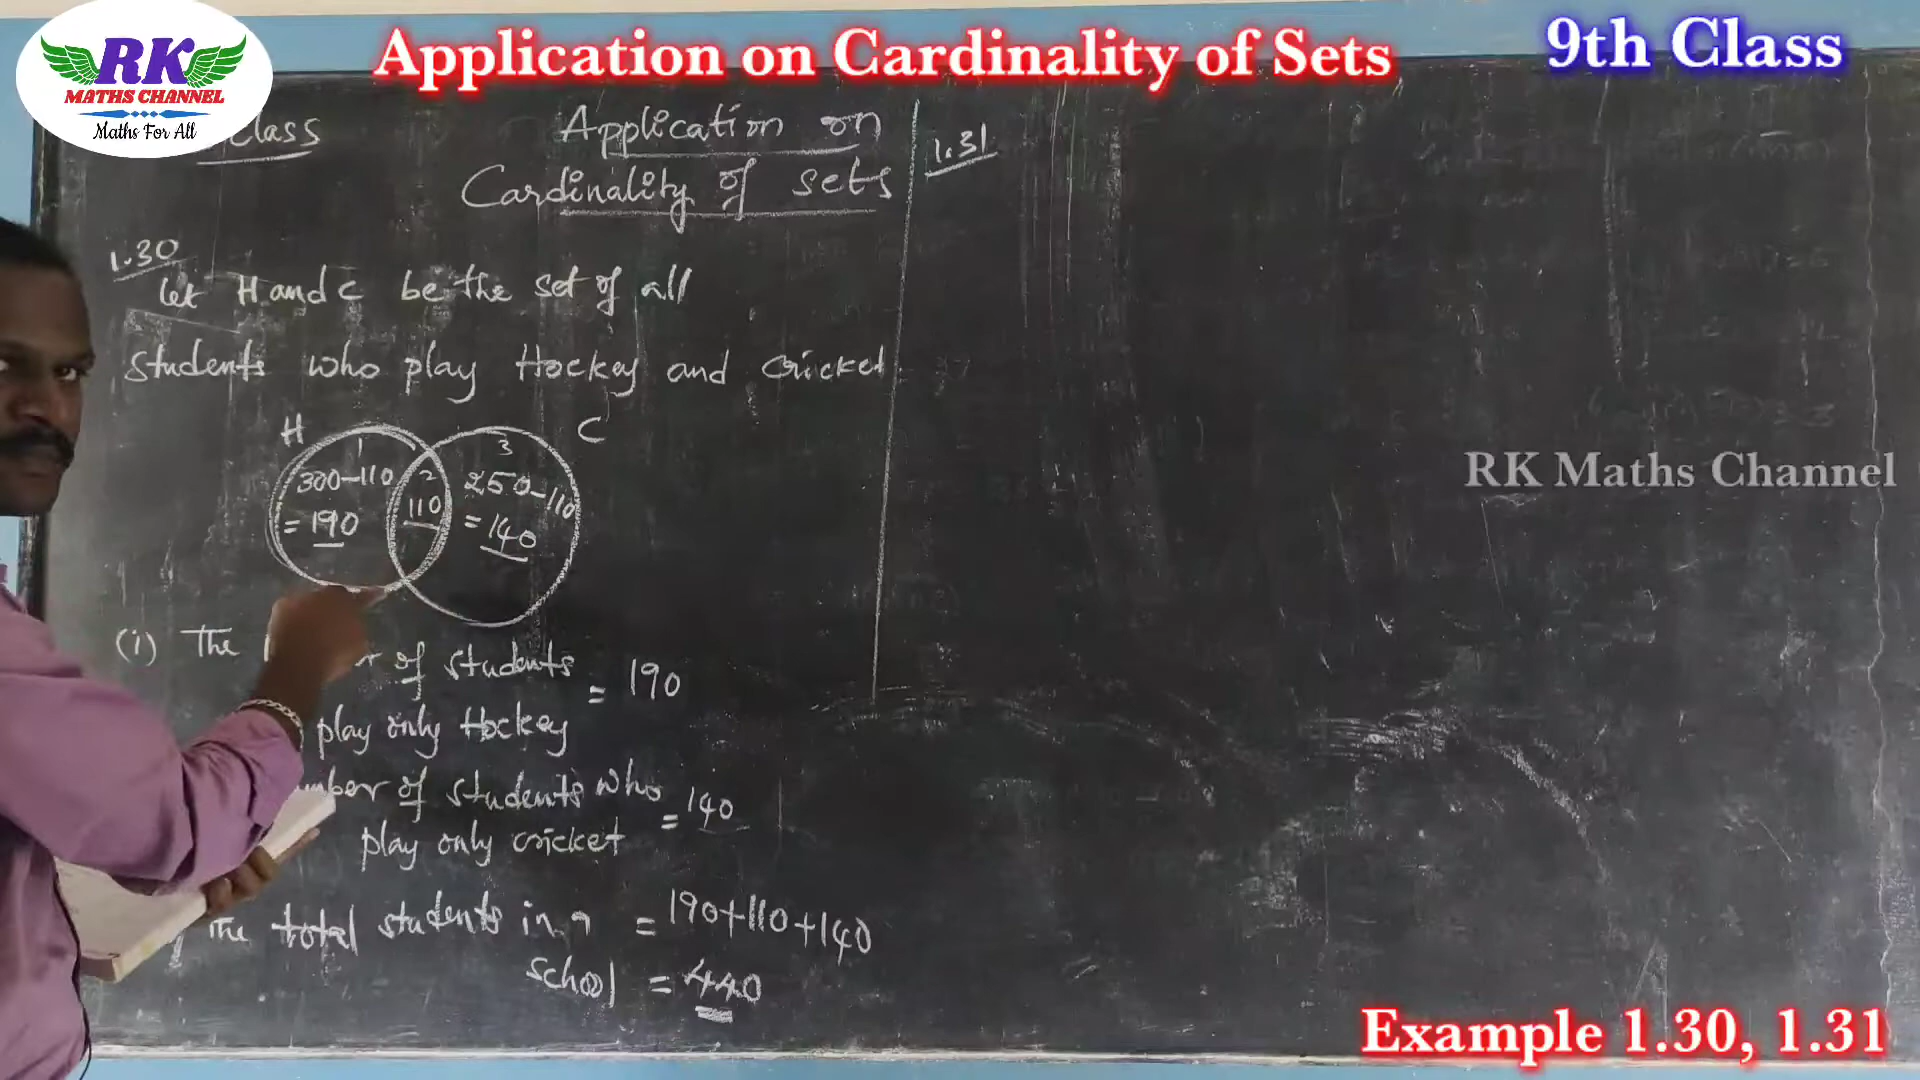 RK
MATHS CHANNEL
Maths For All
Application on Cardinality of Sets
9th Class
Class
Application on
Cardinality of sets
1.31
1.30
let H and C be the set of all
students who play Hockey and Cricket
H
C
1
2
3
300-110
= 190
110
250-110
= 140
(i) The
of students = 190
play only Hockey
number of students who = 140
play only cricket
The total students in a = 190+110+140
school = 440
RK Maths Channel
Example 1.30, 1.31